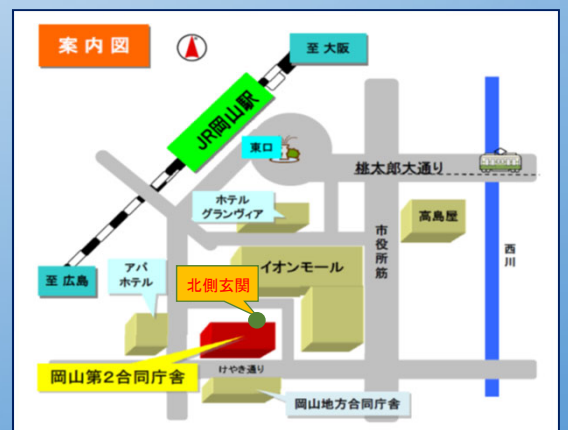 案内図
至 大阪
JR岡山駅
東口
桃太郎大通り
ホテル
グランヴィア
高島屋
市役所筋
西川
至 広島
アパ
ホテル
イオンモール
北側玄関
けやき通り
岡山第2合同庁舎
岡山地方合同庁舎